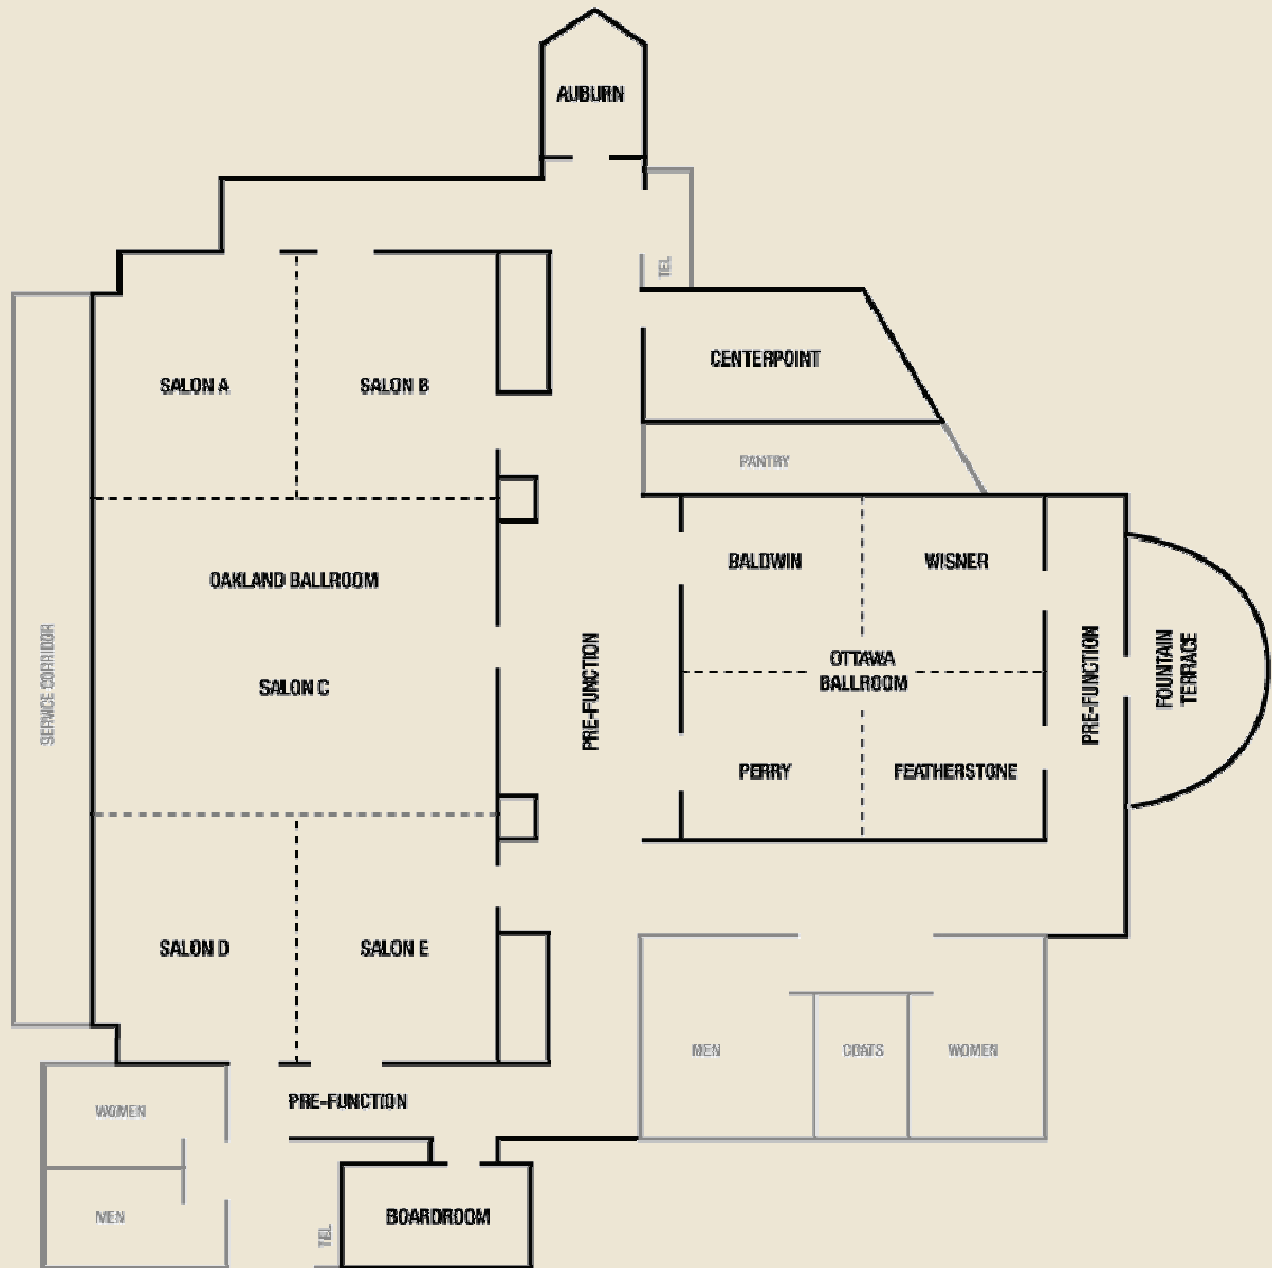 AUBURN
TEL
CENTERPOINT
SALON A
SALON B
PANTRY
BALDWIN
WISNER
OAKLAND BALLROOM
SERVICE CORRIDOR
SALON C
PRE-FUNCTION
OTTAWA
BALLROOM
PRE-FUNCTION
FOUNTAIN
TERRACE
PERRY
FEATHERSTONE
SALON D
SALON E
MEN
COATS
WOMEN
PRE-FUNCTION
WOMEN
MEN
TEL
BOARDROOM